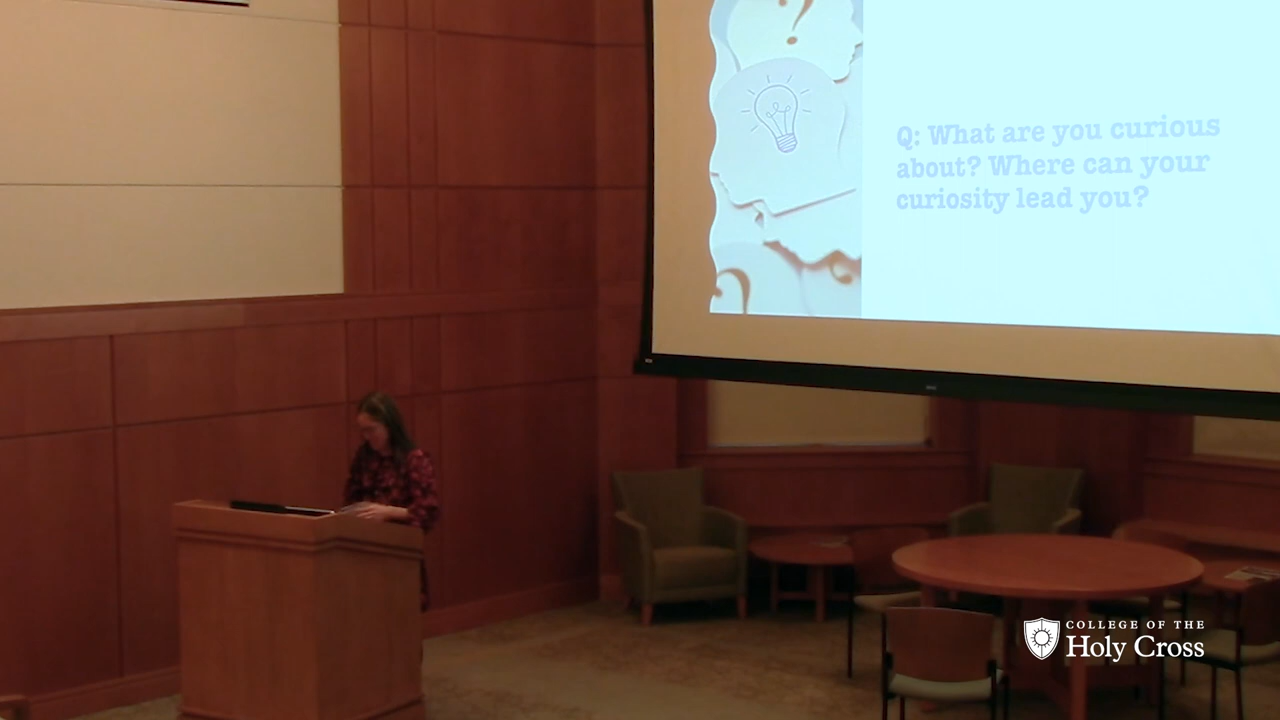 Q: What are you curious
about? Where can your
curiosity lead you?
COLLEGE OF THE
Holy Cross